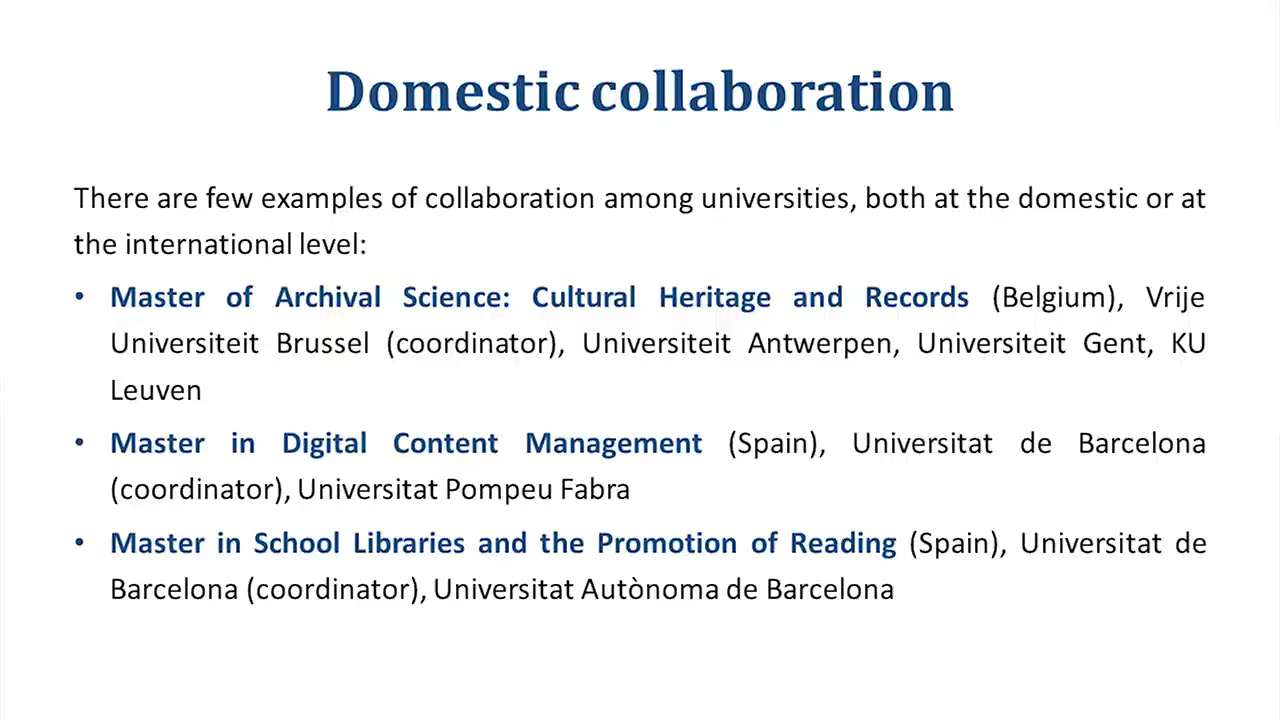 Domestic collaboration
There are few examples of collaboration among universities, both at the domestic or at
the international level:
• Master of Archival Science: Cultural Heritage and Records (Belgium), Vrije
Universiteit Brussel (coordinator), Universiteit Antwerpen, Universiteit Gent, KU
Leuven
• Master in Digital Content Management (Spain), Universitat de Barcelona
(coordinator), Universitat Pompeu Fabra
• Master in School Libraries and the Promotion of Reading (Spain), Universitat de
Barcelona (coordinator), Universitat Autònoma de Barcelona